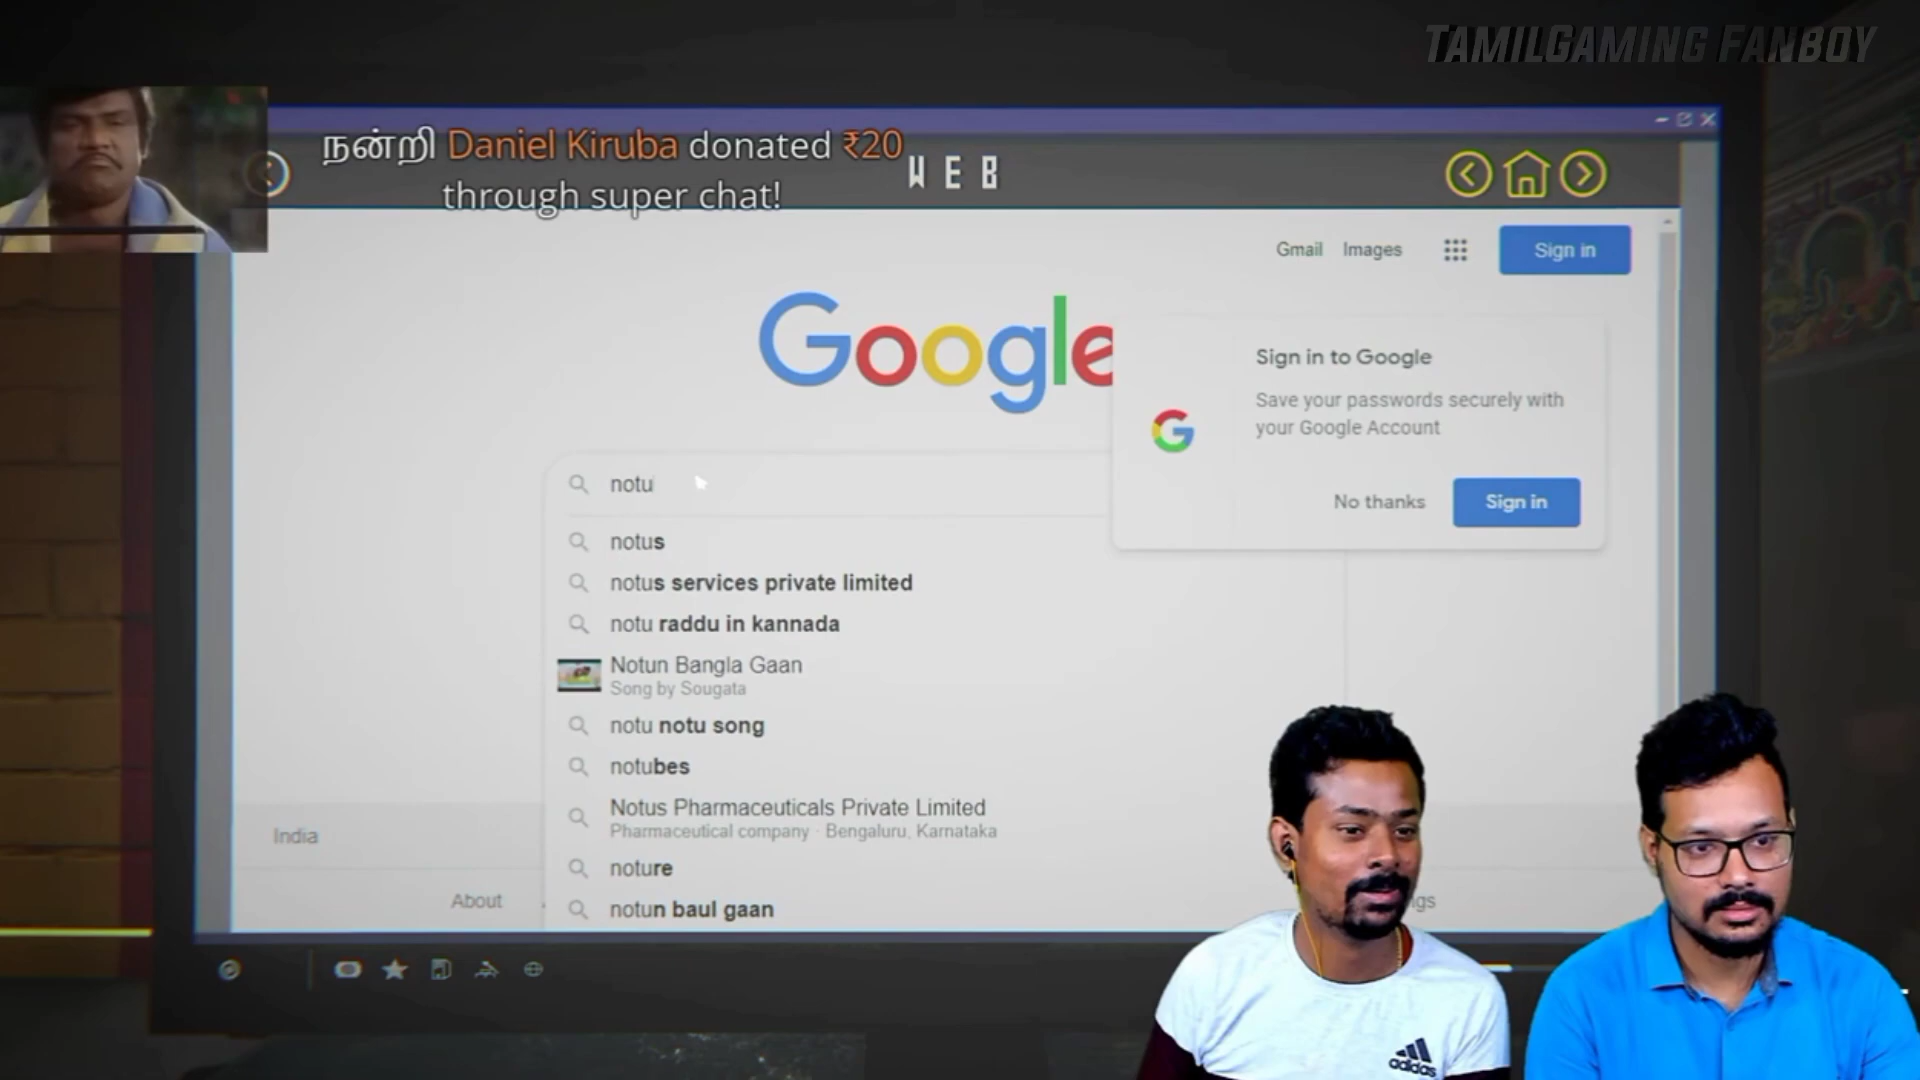 TAMILGAMING FANBOY
நன்றி Daniel Kiruba donated ₹20
through super chat!
WEB
Gmail Images
Sign in
Google
Sign in to Google
Save your passwords securely with
your Google Account
No thanks
Sign in
notu
notus
notus services private limited
notu raddu in kannada
Notun Bangla Gaan
Song by Sougata
notu notu song
notubes
Notus Pharmaceuticals Private Limited
Pharmaceutical company · Bengaluru, Karnataka
noture
notun baul gaan
India
About
adidas